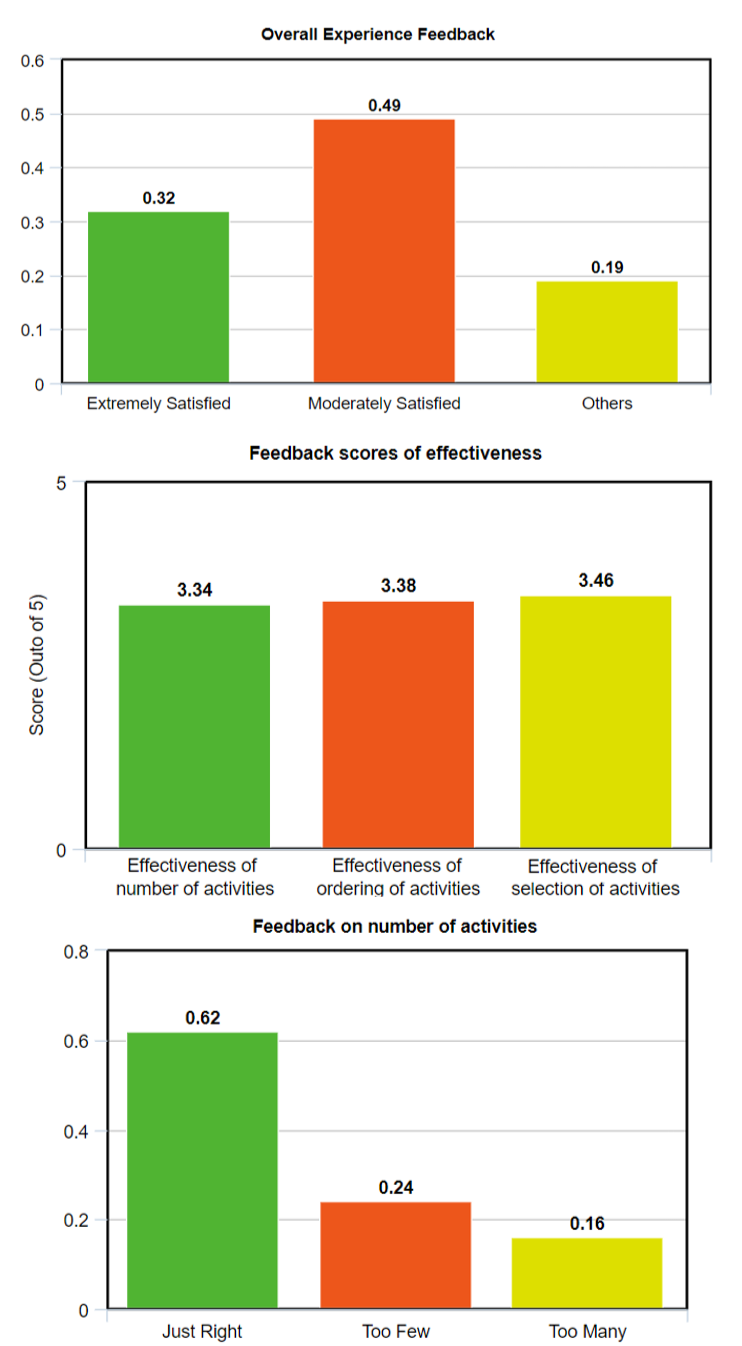 Overall Experience Feedback
0.6
0.5
0.4
0.3
0.2
0.1
0
0.32
0.49
0.19
Extremely Satisfied
Moderately Satisfied
Others
Feedback scores of effectiveness
Score (Outo of 5)
5
0
3.34
3.38
3.46
Effectiveness of
number of activities
Effectiveness of
ordering of activities
Effectiveness of
selection of activities
Feedback on number of activities
0.8
0.6
0.4
0.2
0
0.62
0.24
0.16
Just Right
Too Few
Too Many